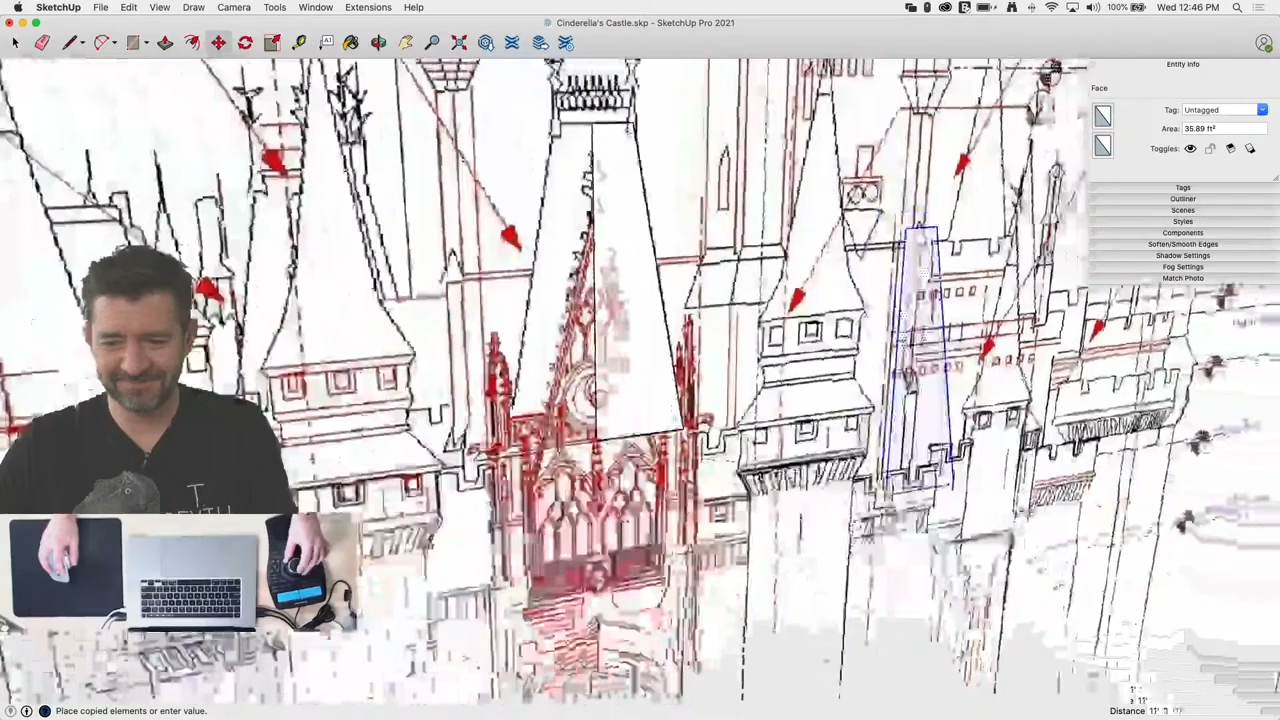 SketchUp File Edit View Draw Camera Tools Window Extensions Help
100% Wed 12:46 PM
Cinderella's Castle.skp - SketchUp Pro 2021
Entity Info
Face
Tag: Untagged
Area: 35.89 ft²
Toggles:
Tags
Outliner
Scenes
Styles
Components
Soften/Smooth Edges
Shadow Settings
Fog Settings
Match Photo
T.
Place copied elements or enter value.
Distance 11'